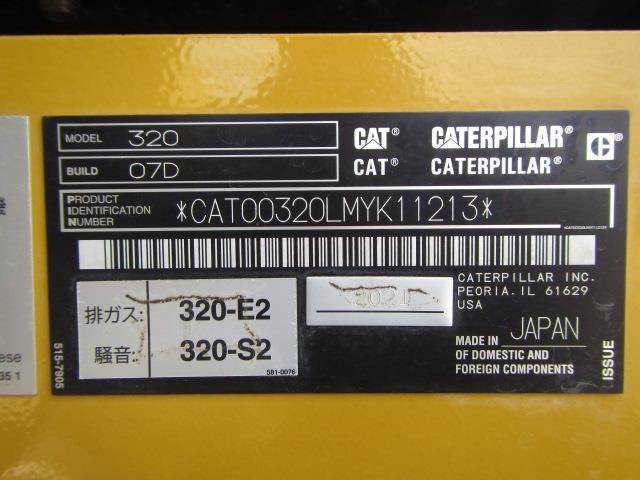 MODEL 320
CAT® CATERPILLAR®
BUILD 07D
CAT® CATERPILLAR®
PRODUCT
IDENTIFICATION
NUMBER
*CAT00320LMYK11213*
CATERPILLAR INC.
PEORIA, IL 61629
USA
排ガス: 320-E2
騒音: 320-S2
581-0076
MADE IN JAPAN
OF DOMESTIC AND
FOREIGN COMPONENTS
ISSUE
515-7905